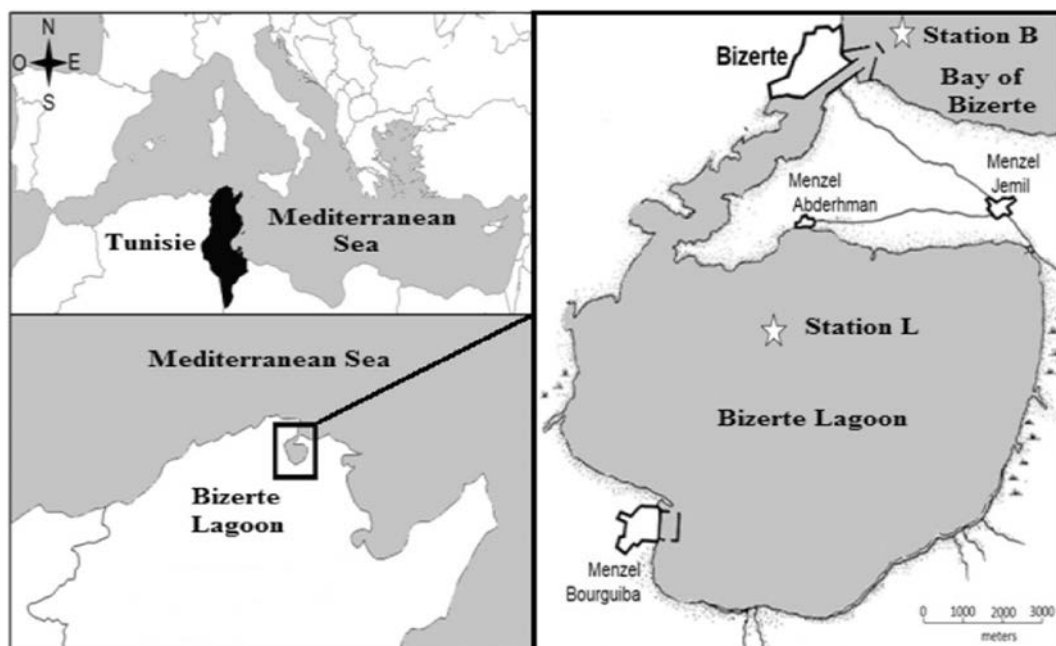 N
O E
S
Tunisie
Mediterranean
Sea
Mediterranean Sea
Bizerte
Lagoon
Bizerte
Station B
Bay of
Bizerte
Menzel
Jemil
Menzel
Abderhman
Station L
Bizerte Lagoon
Menzel
Bourguiba
0 1000 2000 3000
meters